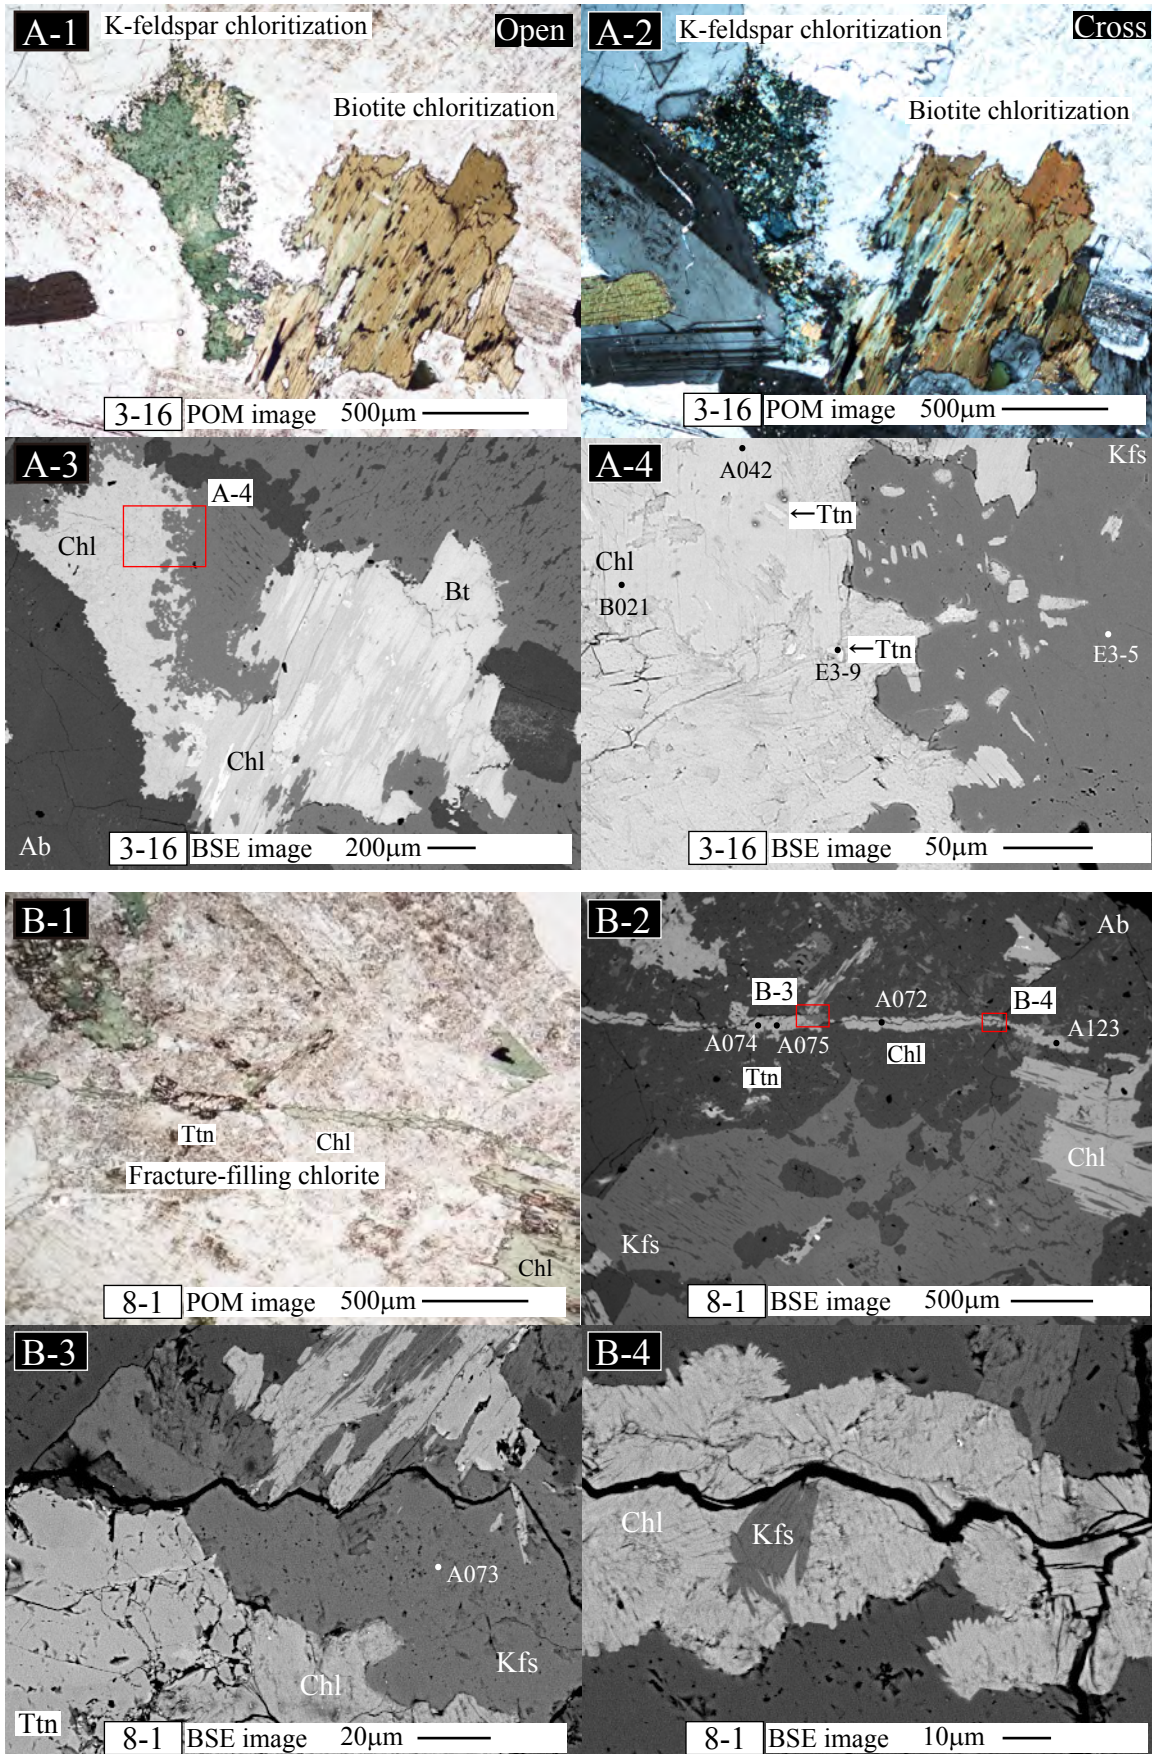 A-1
K-feldspar chloritization
Open
Biotite chloritization
3-16 POM image 500μm
A-2
K-feldspar chloritization
Cross
Biotite chloritization
3-16 POM image 500μm
A-3
A-4
Chl
Bt
Chl
Ab
3-16 BSE image 200μm
A-4
Kfs
A042
←Ttn
Chl
B021
←Ttn
E3-9
E3-5
3-16 BSE image 50μm
B-1
Ttn
Chl
Fracture-filling chlorite
Chl
8-1 POM image 500μm
B-2
Ab
B-3
A072
B-4
A074
A075
A123
Chl
Ttn
Chl
Kfs
8-1 BSE image 500μm
B-3
A073
Kfs
Chl
Ttn
8-1 BSE image 20μm
B-4
Chl
Kfs
8-1 BSE image 10μm